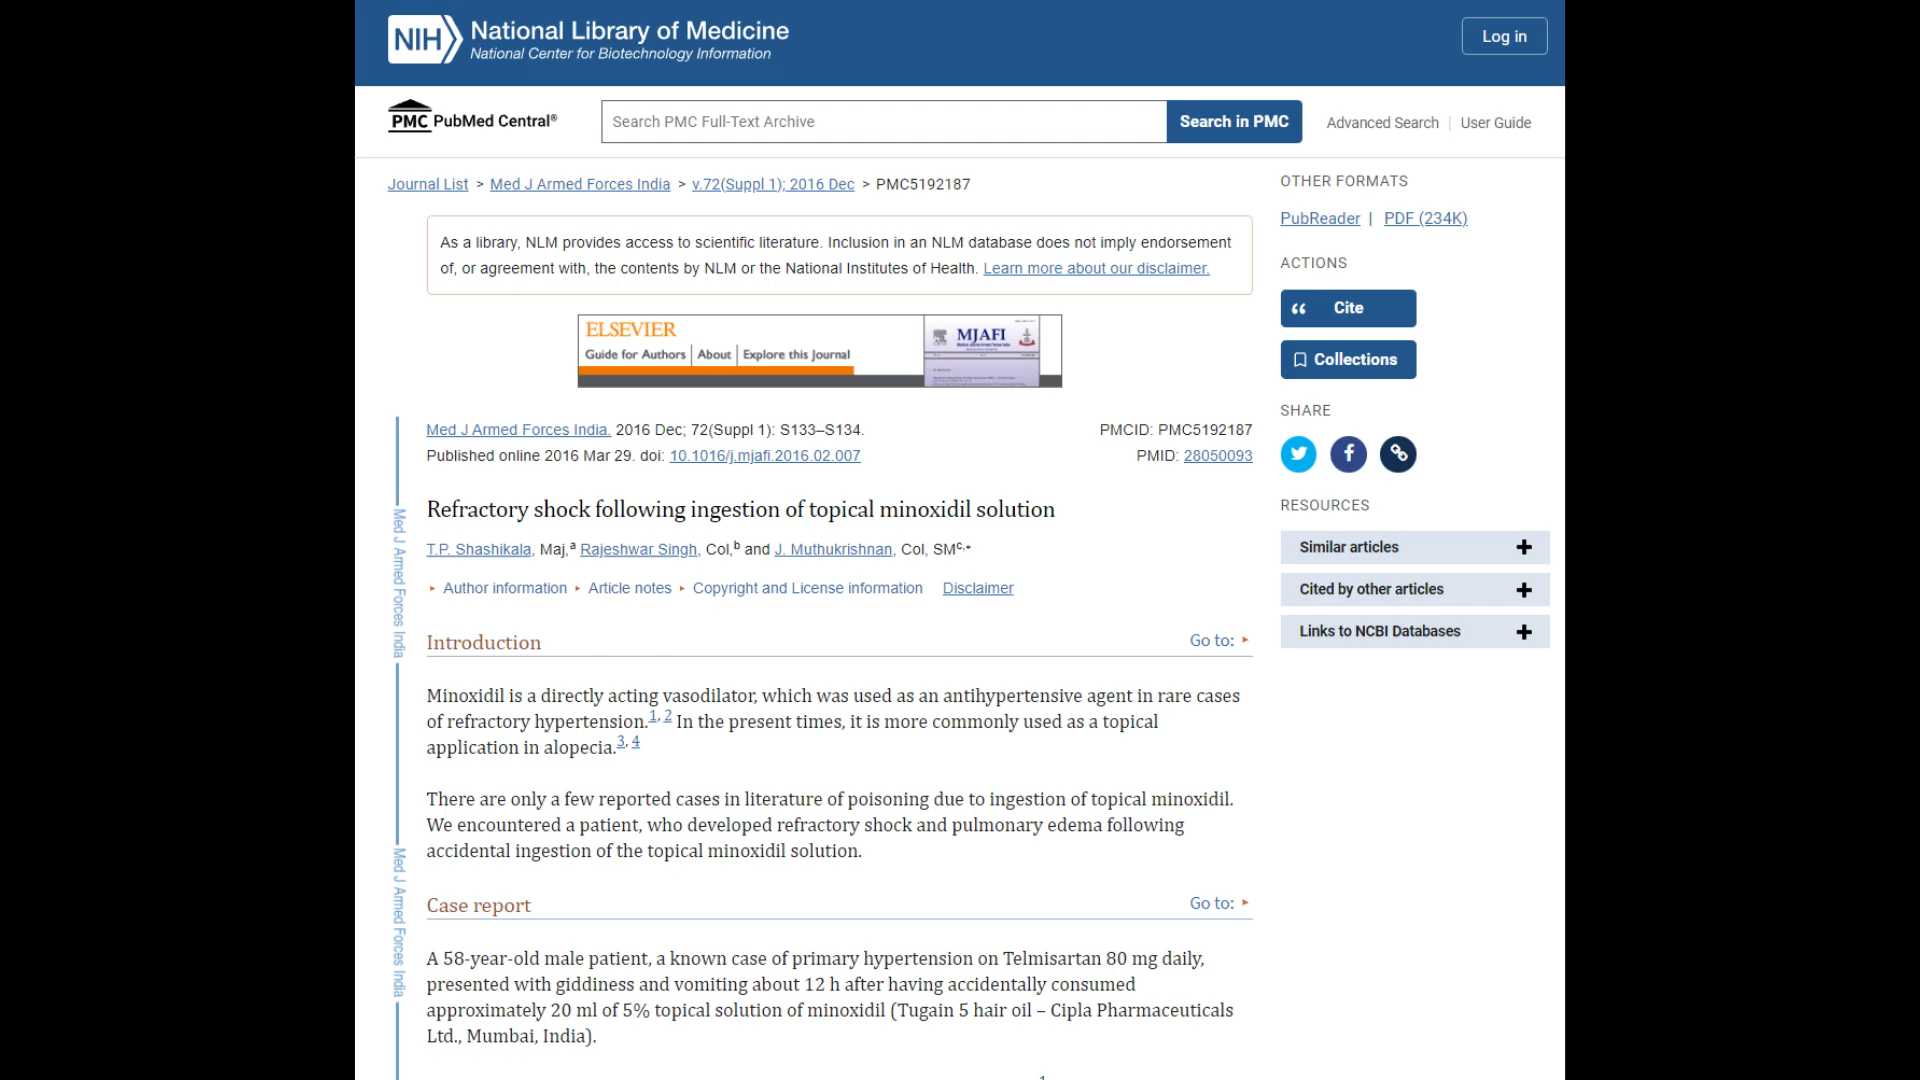 NIH National Library of Medicine
National Center for Biotechnology Information
Log in
PMC PubMed Central®
Search PMC Full-Text Archive
Search in PMC
Advanced Search | User Guide
Journal List > Med J Armed Forces India > v.72(Suppl 1); 2016 Dec > PMC5192187
As a library, NLM provides access to scientific literature. Inclusion in an NLM database does not imply endorsement
of, or agreement with, the contents by NLM or the National Institutes of Health. Learn more about our disclaimer.
ELSEVIER
Guide for Authors | About | Explore this Journal
MJAFI
Med J Armed Forces India. 2016 Dec; 72(Suppl 1): S133–S134.
PMCID: PMC5192187
Published online 2016 Mar 29. doi: 10.1016/j.mjafi.2016.02.007
PMID: 28050093
Refractory shock following ingestion of topical minoxidil solution
T.P. Shashikala, Maj,a Rajeshwar Singh, Col,b and J. Muthukrishnan, Col, SMc,*
Author information Article notes Copyright and License information Disclaimer
Introduction
Go to:
Minoxidil is a directly acting vasodilator, which was used as an antihypertensive agent in rare cases
of refractory hypertension.1, 2 In the present times, it is more commonly used as a topical
application in alopecia.3, 4
There are only a few reported cases in literature of poisoning due to ingestion of topical minoxidil.
We encountered a patient, who developed refractory shock and pulmonary edema following
accidental ingestion of the topical minoxidil solution.
Case report
Go to:
A 58-year-old male patient, a known case of primary hypertension on Telmisartan 80 mg daily,
presented with giddiness and vomiting about 12 h after having accidentally consumed
approximately 20 ml of 5% topical solution of minoxidil (Tugain 5 hair oil – Cipla Pharmaceuticals
Ltd., Mumbai, India).
Med J Armed Forces India
Med J Armed Forces India
OTHER FORMATS
PubReader | PDF (234K)
ACTIONS
Cite
Collections
SHARE
RESOURCES
Similar articles
Cited by other articles
Links to NCBI Databases